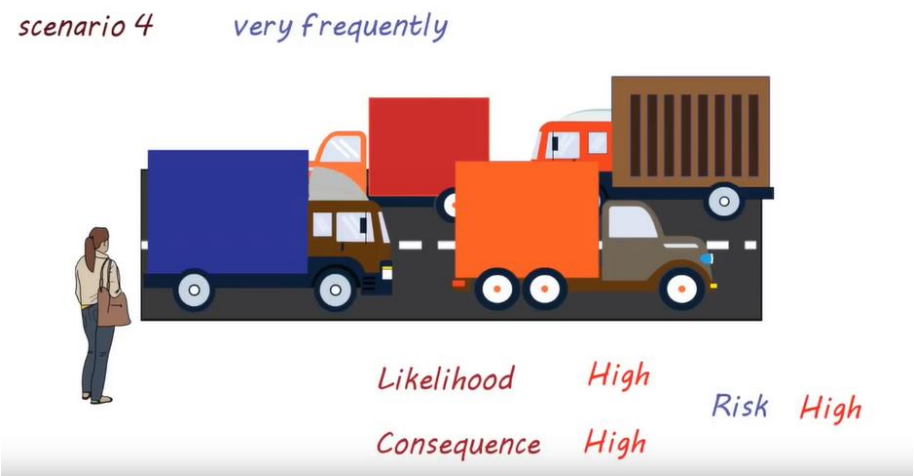 scenario 4 very frequently
Likelihood High
Risk High
Consequence High